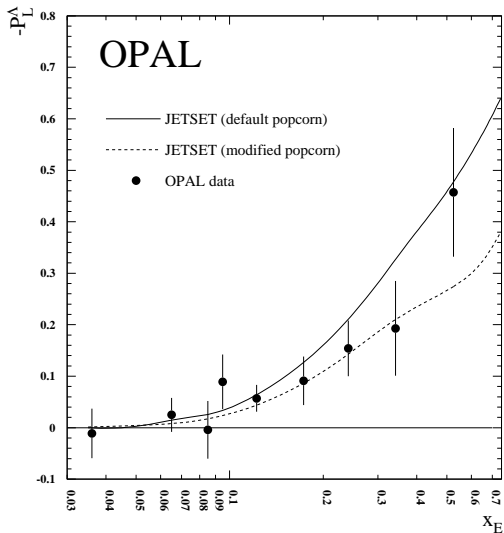 -P_L^Λ
OPAL
JETSET (default popcorn)
JETSET (modified popcorn)
OPAL data
0.8
0.7
0.6
0.5
0.4
0.3
0.2
0.1
0
-0.1
0.03 0.04 0.05 0.06 0.07 0.08 0.09 0.1 0.2 0.3 0.4 0.5 0.6 0.7
x_E